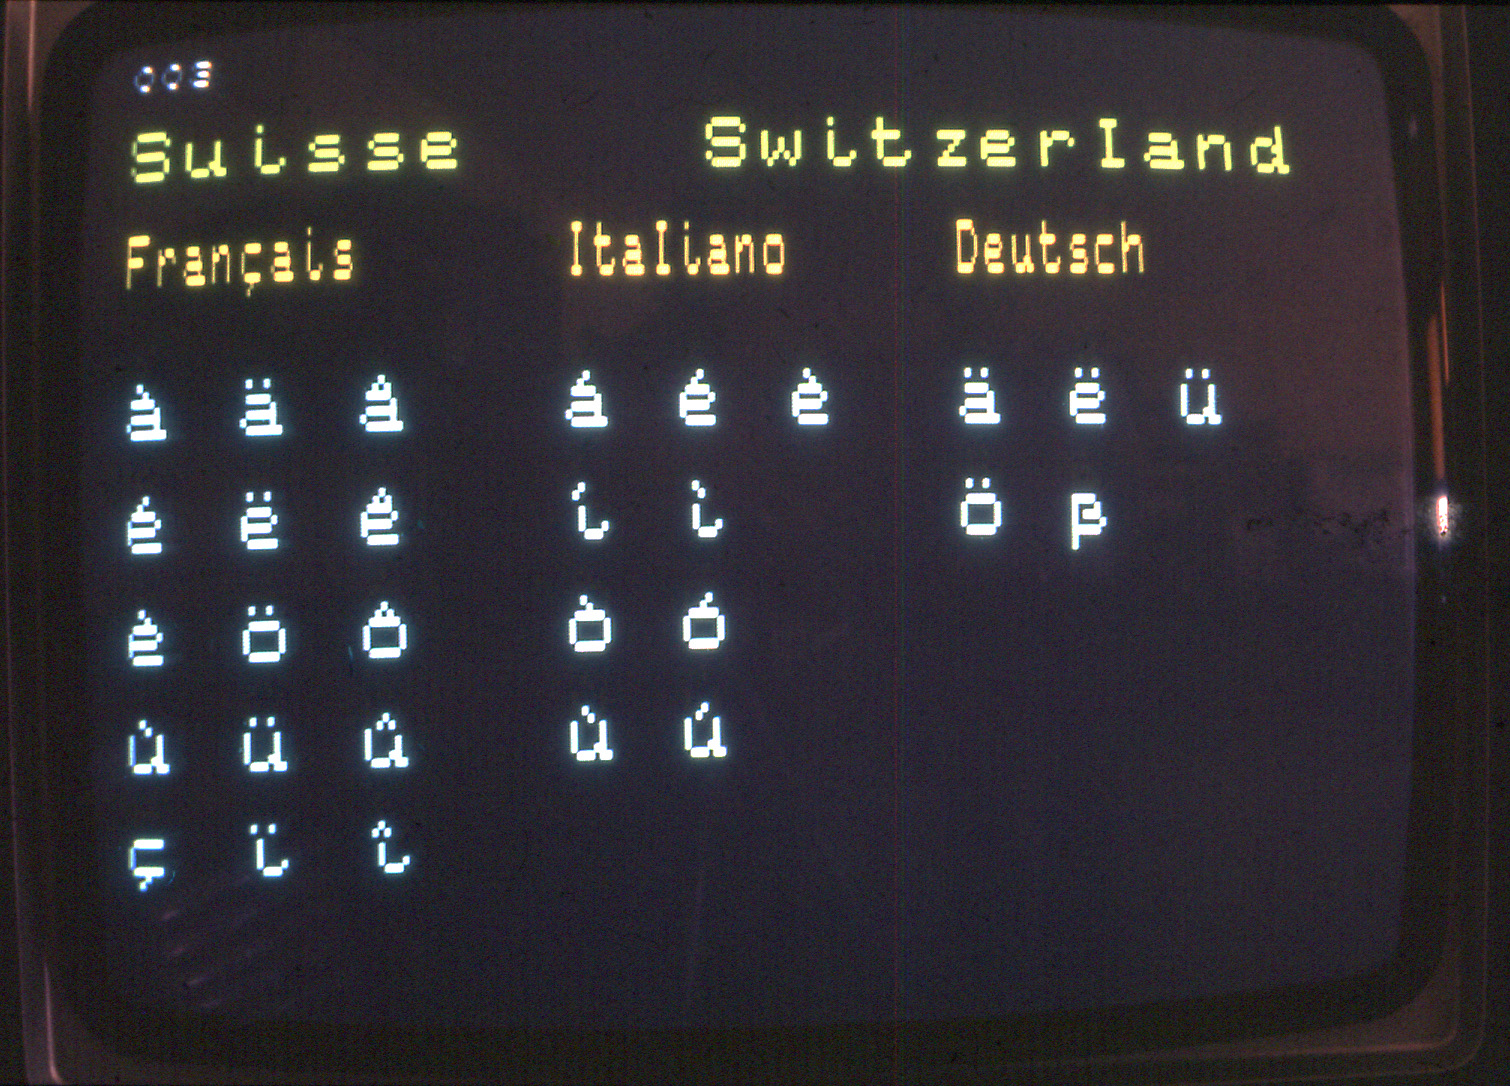 003
Suisse Switzerland
Français Italiano Deutsch
à ä â á é è ä ë ü
é ë ê í ì ö ß
è ö ô ò ó
ù ü û ù ú
ç ï î